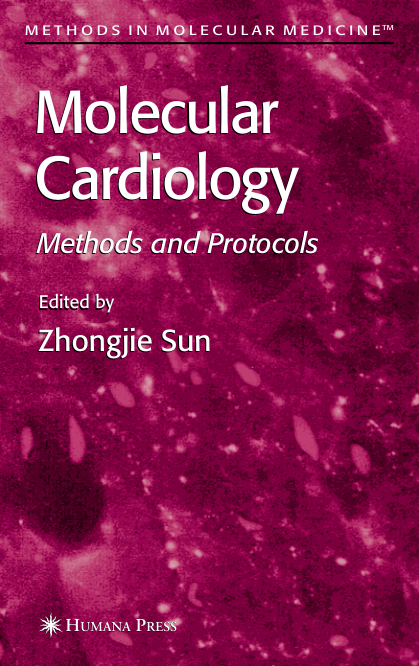 METHODS IN MOLECULAR MEDICINE™
Molecular
Cardiology
Methods and Protocols
Edited by
Zhongjie Sun
HUMANA PRESS